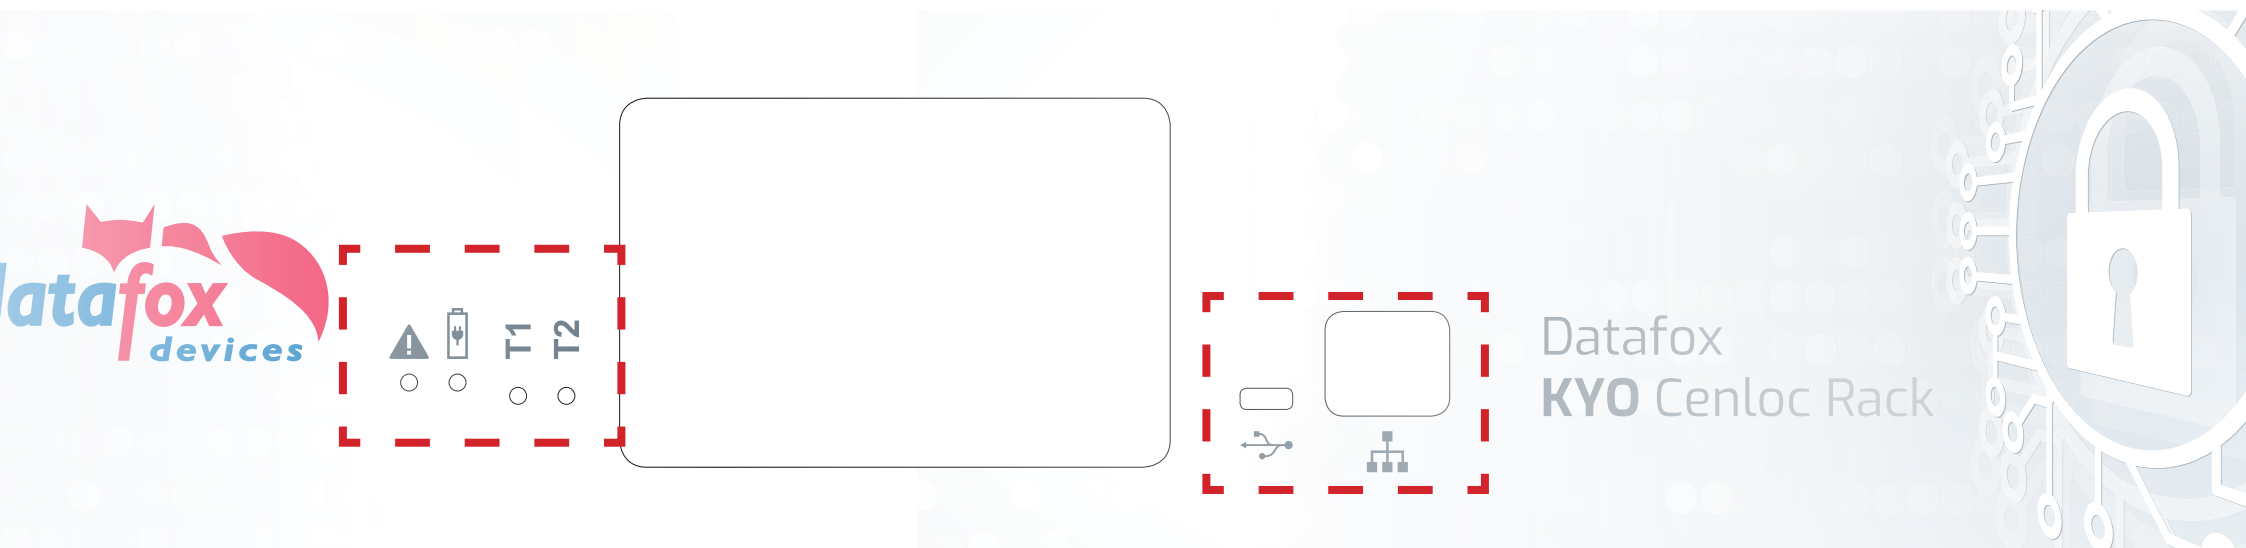 datafox
devices
T1
T2
Datafox
KYO Cenloc Rack